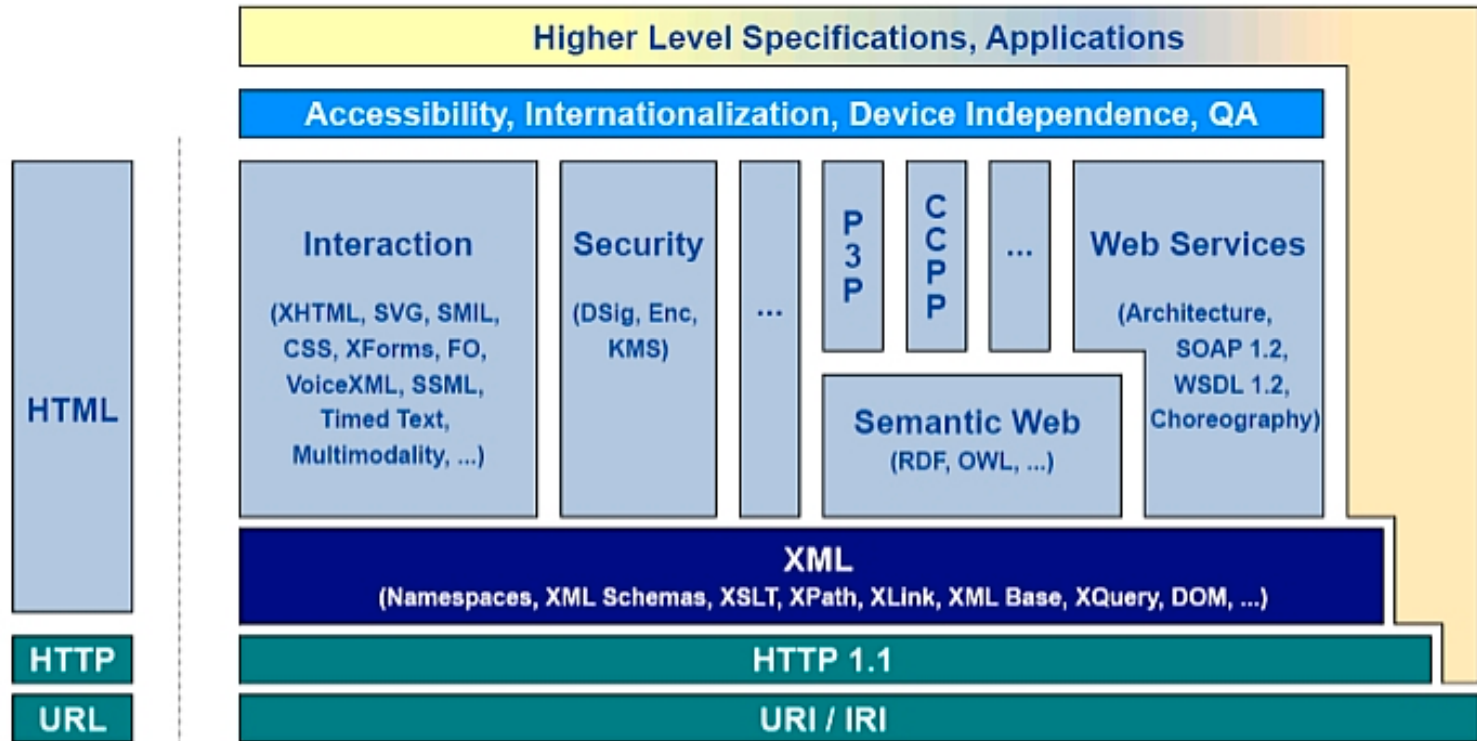 Higher Level Specifications, Applications
Accessibility, Internationalization, Device Independence, QA
HTML
Interaction
(XHTML, SVG, SMIL,
CSS, XForms, FO,
VoiceXML, SSML,
Timed Text,
Multimodality, ...)
Security
(DSig, Enc,
KMS)
...
P3P
CCPP
...
Web Services
(Architecture,
SOAP 1.2,
WSDL 1.2,
Choreography)
Semantic Web
(RDF, OWL, ...)
XML
(Namespaces, XML Schemas, XSLT, XPath, XLink, XML Base, XQuery, DOM, ...)
HTTP
HTTP 1.1
URL
URI / IRI